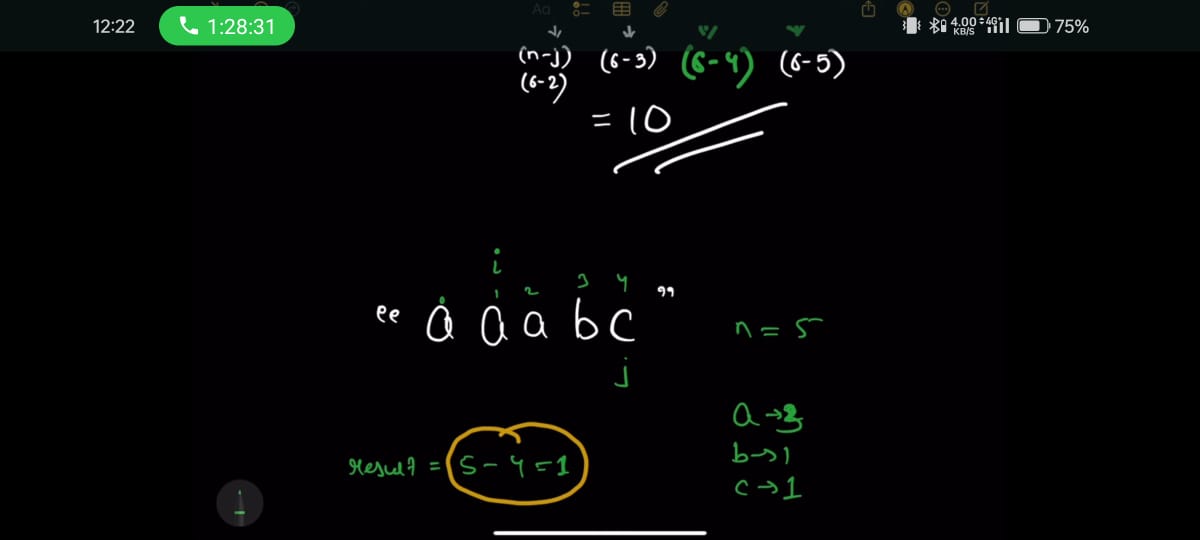 12:22 1:28:31 4.00 KB/S 4G 75%
Aa
(n-j) (6-3) (6-4) (6-5)
(6-2)
= 10
i
0 1 2 3 4
" a a a b c "
n = 5
j
a → 3
b → 1
result = 5 - 4 = 1
c → 1